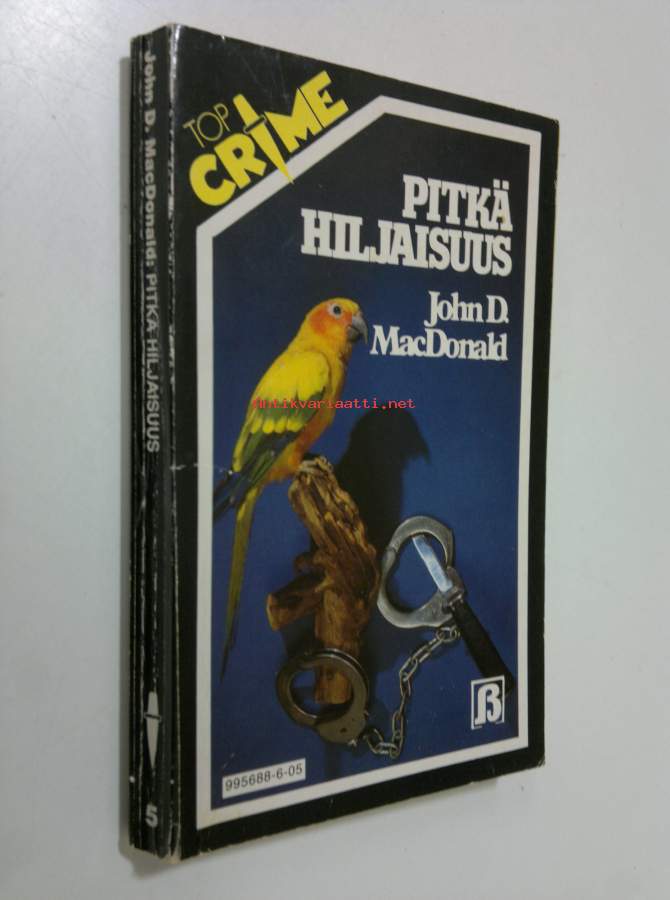 John D. MacDonald: PITKÄ HILJAISUUS
5
TOP
CRIME
PITKÄ
HILJAISUUS
John D.
MacDonald
antikvariaatti.net
995688-6-05